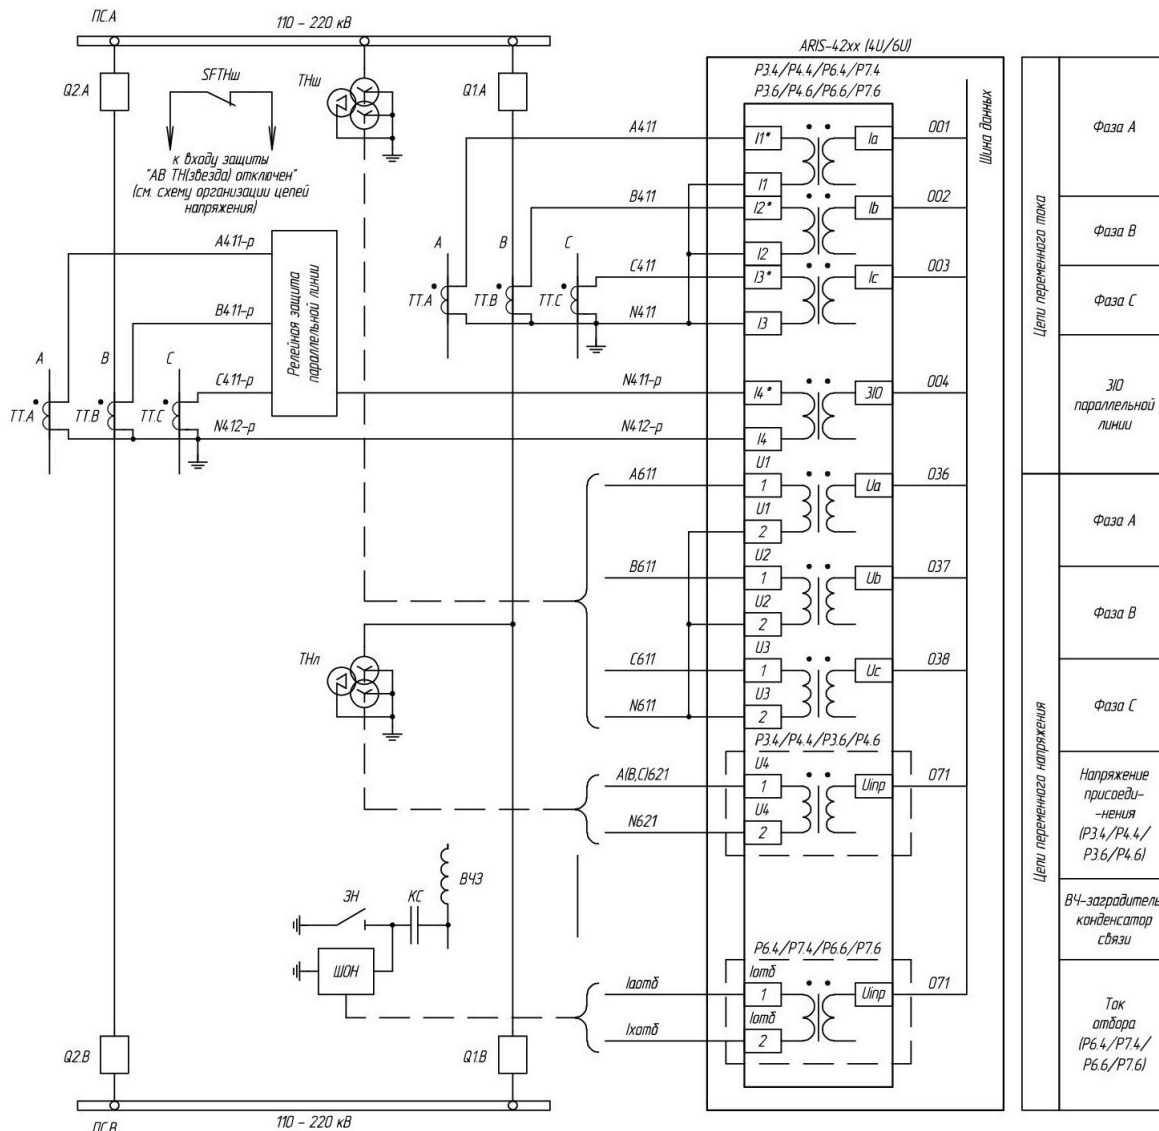 ПС.А
110 - 220 кВ
Q2.A
SFТНш
ТНш
Q1.A
к входу защиты
"АВ ТН(звезда) отключен"
(см. схему организации цепей
напряжения)
ARIS-42xx (4U/6U)
P3.4/P4.4/P6.4/P7.4
P3.6/P4.6/P6.6/P7.6
Шина данных
A411
I1*
Ia
001
I1
B411
I2*
Ib
002
I2
C411
I3*
Ic
003
N411
I3
A
B
C
ТТ.А
ТТ.В
ТТ.С
A411-р
B411-р
C411-р
Релейная защита
параллельной линии
A
B
C
ТТ.А
ТТ.В
ТТ.С
N411-р
I4*
3I0
004
N412-р
I4
A611
U1
1
Ua
036
U1
2
B611
U2
1
Ub
037
U2
2
C611
U3
1
Uc
038
N611
U3
2
ТНл
P3.4/P4.4/P3.6/P4.6
A(B,C)621
U4
1
Uпр
071
N621
U4
2
ВЧЗ
ЗН
КС
ШОН
P6.4/P7.4/P6.6/P7.6
Iаотб
Iотб
1
Uпр
071
Iхотб
Iотб
2
Q2.B
Q1.B
110 - 220 кВ
ПС.В
Цепи переменного тока
Фаза А
Фаза В
Фаза С
3I0
параллельной
линии
Цепи переменного напряжения
Фаза А
Фаза В
Фаза С
Напряжение
присоеди-
-нения
(P3.4/P4.4/
P3.6/P4.6)
ВЧ-заградитель
конденсатор
связи
Ток
отбора
(P6.4/P7.4/
P6.6/P7.6)